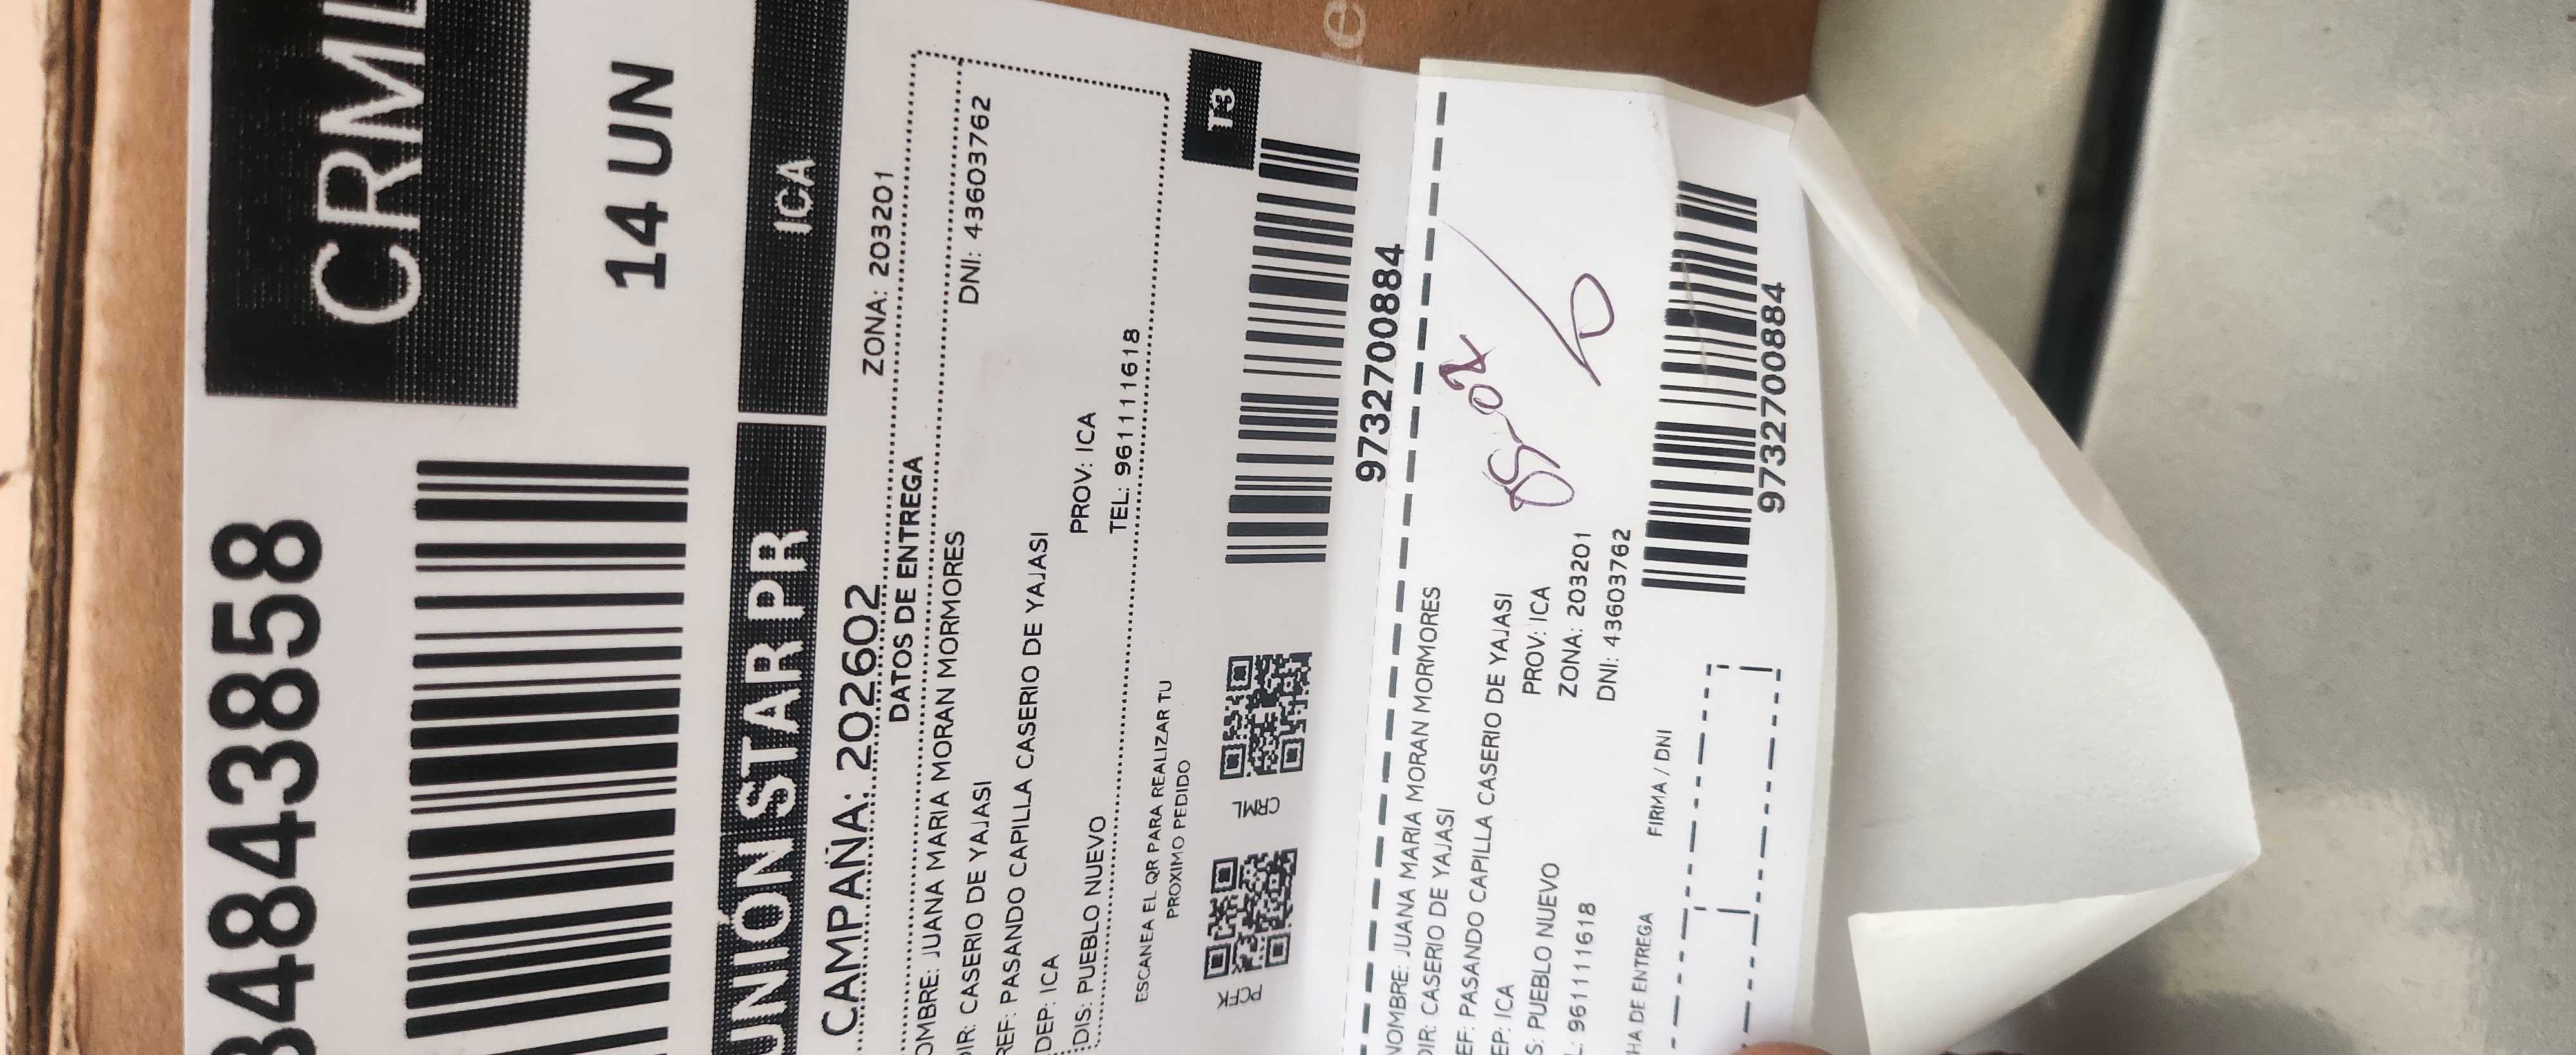 CRML
84843858
14 UN
UNIÓN STAR PR
ICA
CAMPAÑA: 202602
ZONA: 203201
DATOS DE ENTREGA
OMBRE: JUANA MARIA MORAN MORMORES
DNI: 43603762
DIR: CASERIO DE YAJASI
REF: PASANDO CAPILLA CASERIO DE YAJASI
DEP: ICA
PROV: ICA
DIS: PUEBLO NUEVO
TEL: 961111618
ESCANEA EL QR PARA REALIZAR TU
PROXIMO PEDIDO
PCFK
CRML
T3
9732700884
NOMBRE: JUANA MARIA MORAN MORMORES
DIR: CASERIO DE YAJASI
EF: PASANDO CAPILLA CASERIO DE YAJASI
EP: ICA
PROV: ICA
S: PUEBLO NUEVO
ZONA: 203201
L: 961111618
DNI: 43603762
HA DE ENTREGA
FIRMA / DNI
9732700884